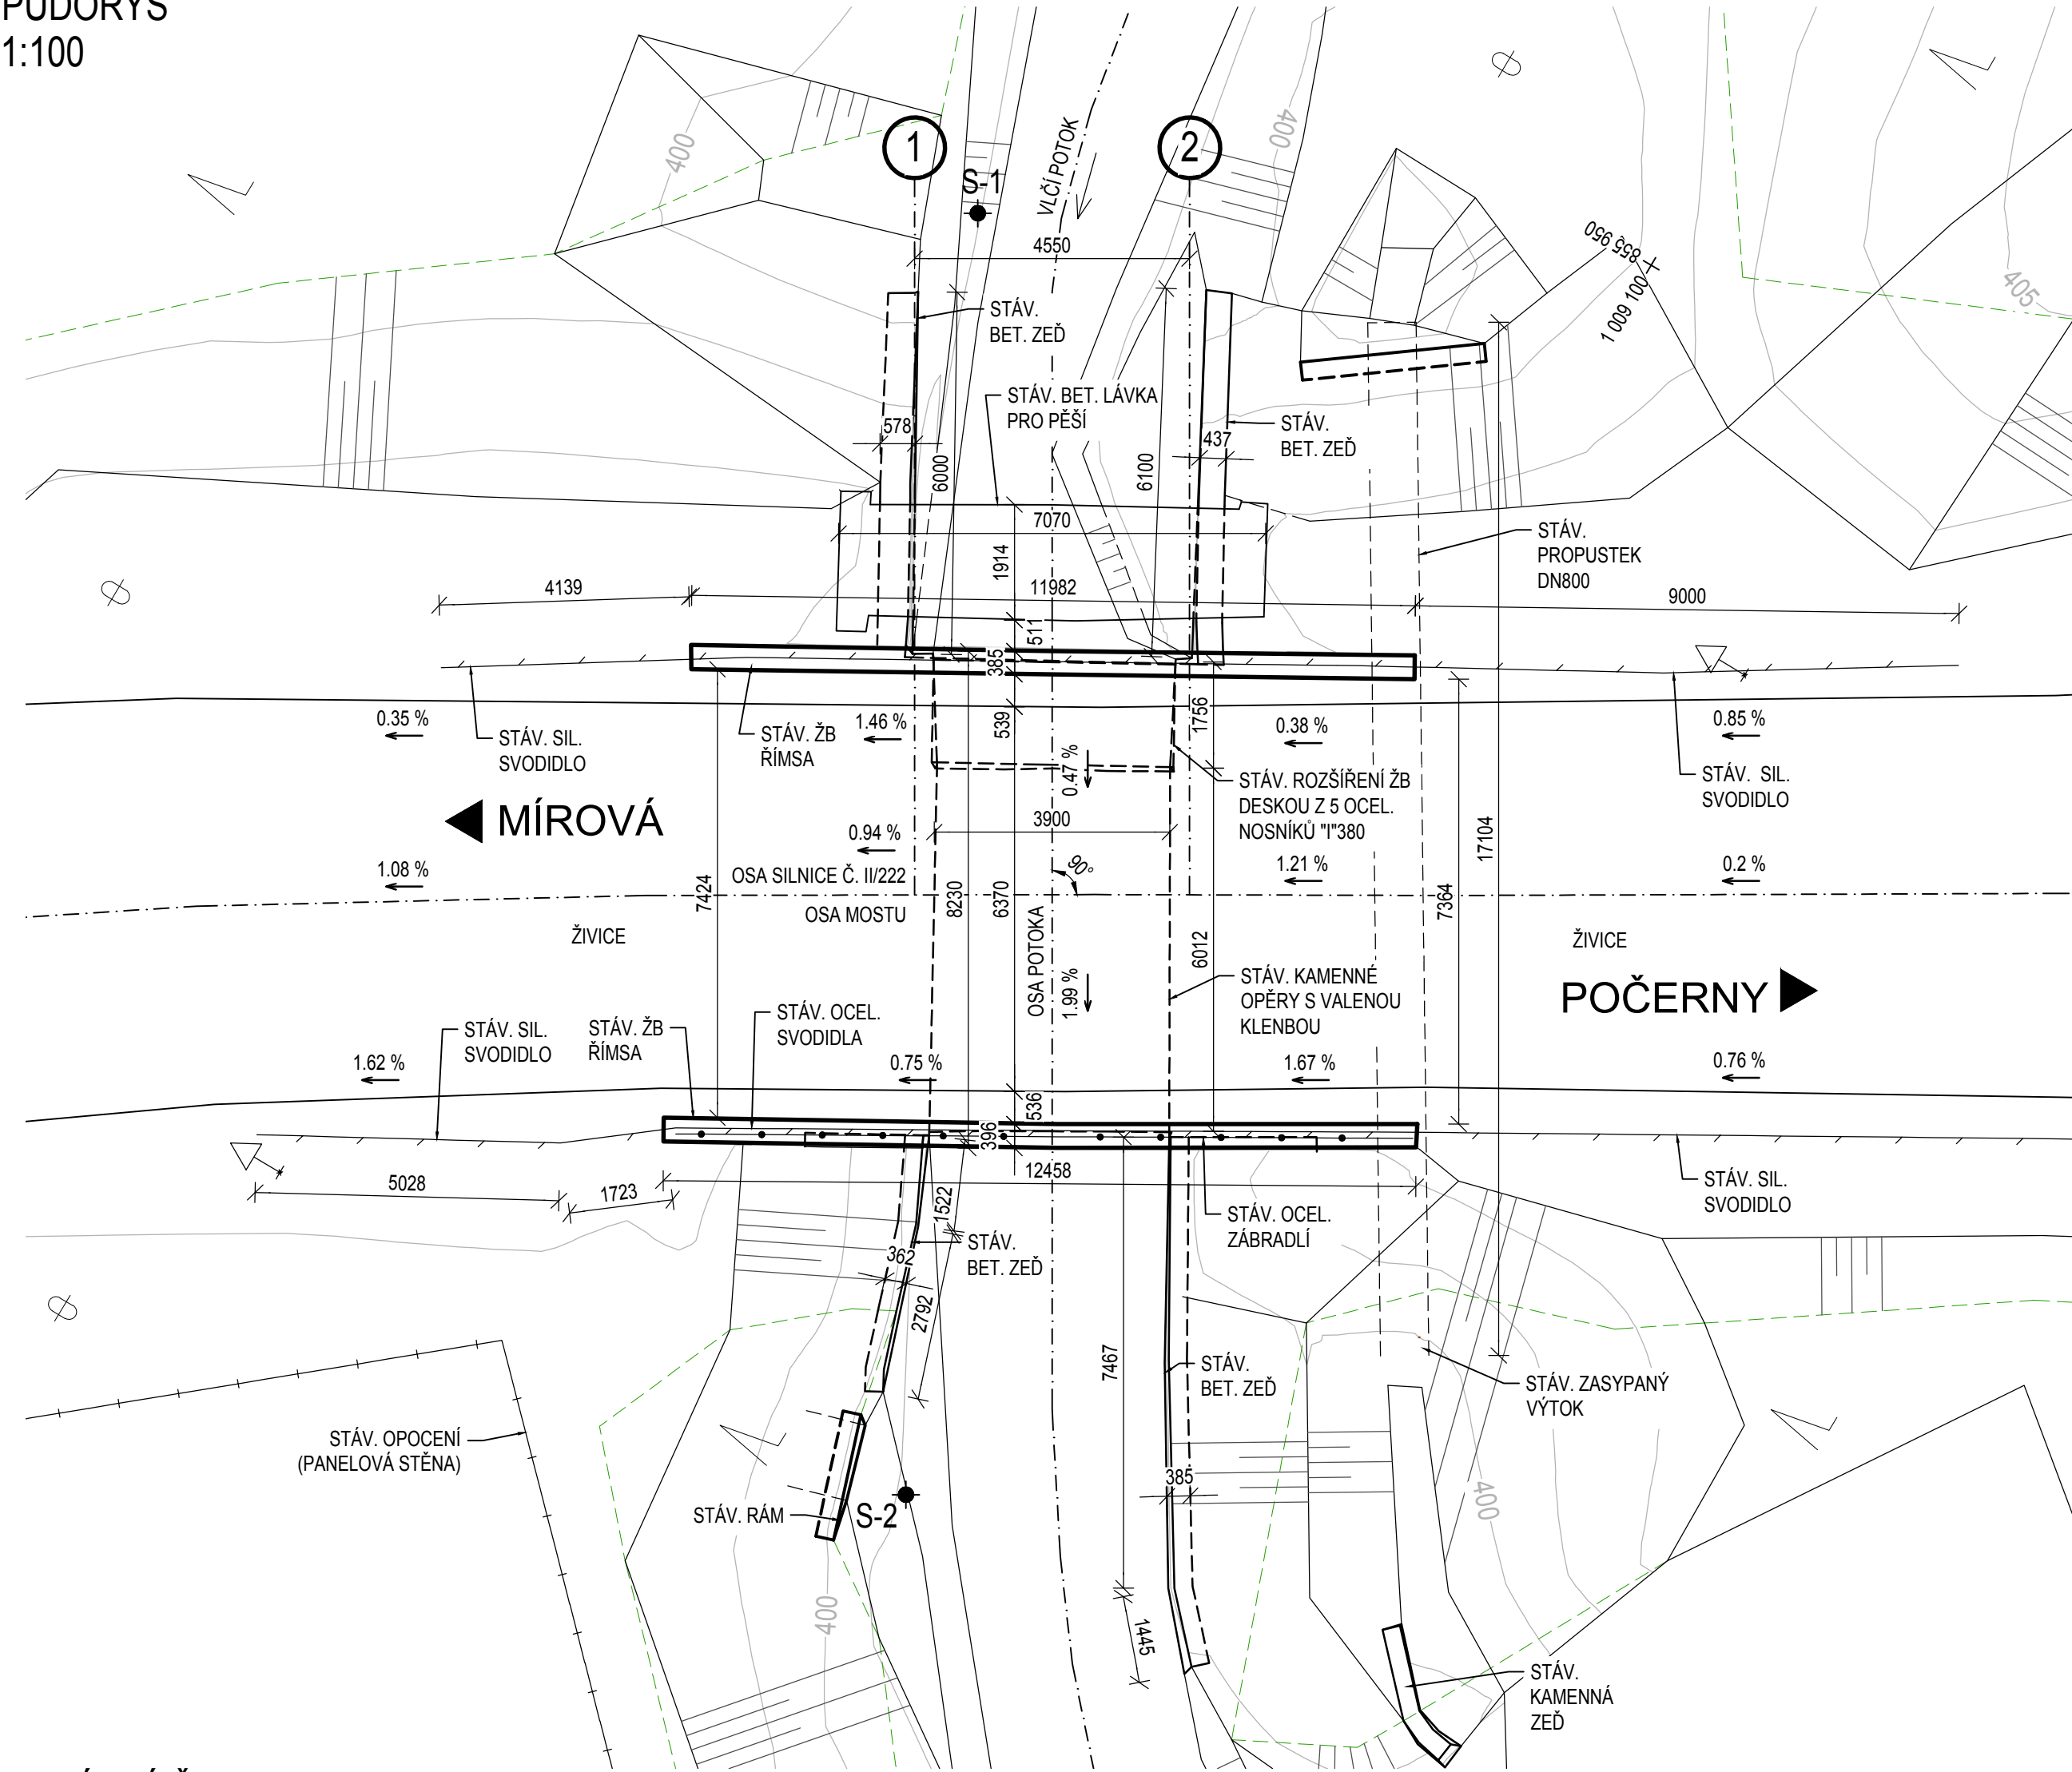 PŮDORYS
1:100
1
2
S-1
VLČÍ POTOK
400
400
405
855 950
1 009 100
4550
STÁV.
BET. ZEĎ
STÁV. BET. LÁVKA
PRO PĚŠÍ
STÁV.
BET. ZEĎ
578
437
6000
6100
7070
1914
STÁV.
PROPUSTEK
DN800
4139
11982
9000
511
385
539
1756
0.35 %
1.46 %
0.38 %
0.85 %
STÁV. SIL.
SVODIDLO
STÁV. ŽB
ŘÍMSA
0.47 %
STÁV. ROZŠÍŘENÍ ŽB
DESKOU Z 5 OCEL.
NOSNÍKŮ "I"380
STÁV. SIL.
SVODIDLO
MÍROVÁ
3900
0.94 %
17104
1.08 %
OSA SILNICE Č. II/222
90°
1.21 %
0.2 %
7424
8230
6370
7364
OSA MOSTU
ŽIVICE
OSA POTOKA
1.99 %
6012
ŽIVICE
STÁV. KAMENNÉ
OPĚRY S VALENOU
KLENBOU
POČERNY
STÁV. SIL.
SVODIDLO
STÁV. ŽB
ŘÍMSA
STÁV. OCEL.
SVODIDLA
1.62 %
0.75 %
1.67 %
0.76 %
536
396
12458
5028
1723
1522
STÁV. OCEL.
ZÁBRADLÍ
STÁV. SIL.
SVODIDLO
STÁV.
BET. ZEĎ
362
2792
7467
STÁV.
BET. ZEĎ
STÁV. ZASYPANÝ
VÝTOK
STÁV. OPOCENÍ
(PANELOVÁ STĚNA)
385
STÁV. RÁM
S-2
400
400
1445
STÁV.
KAMENNÁ
ZEĎ